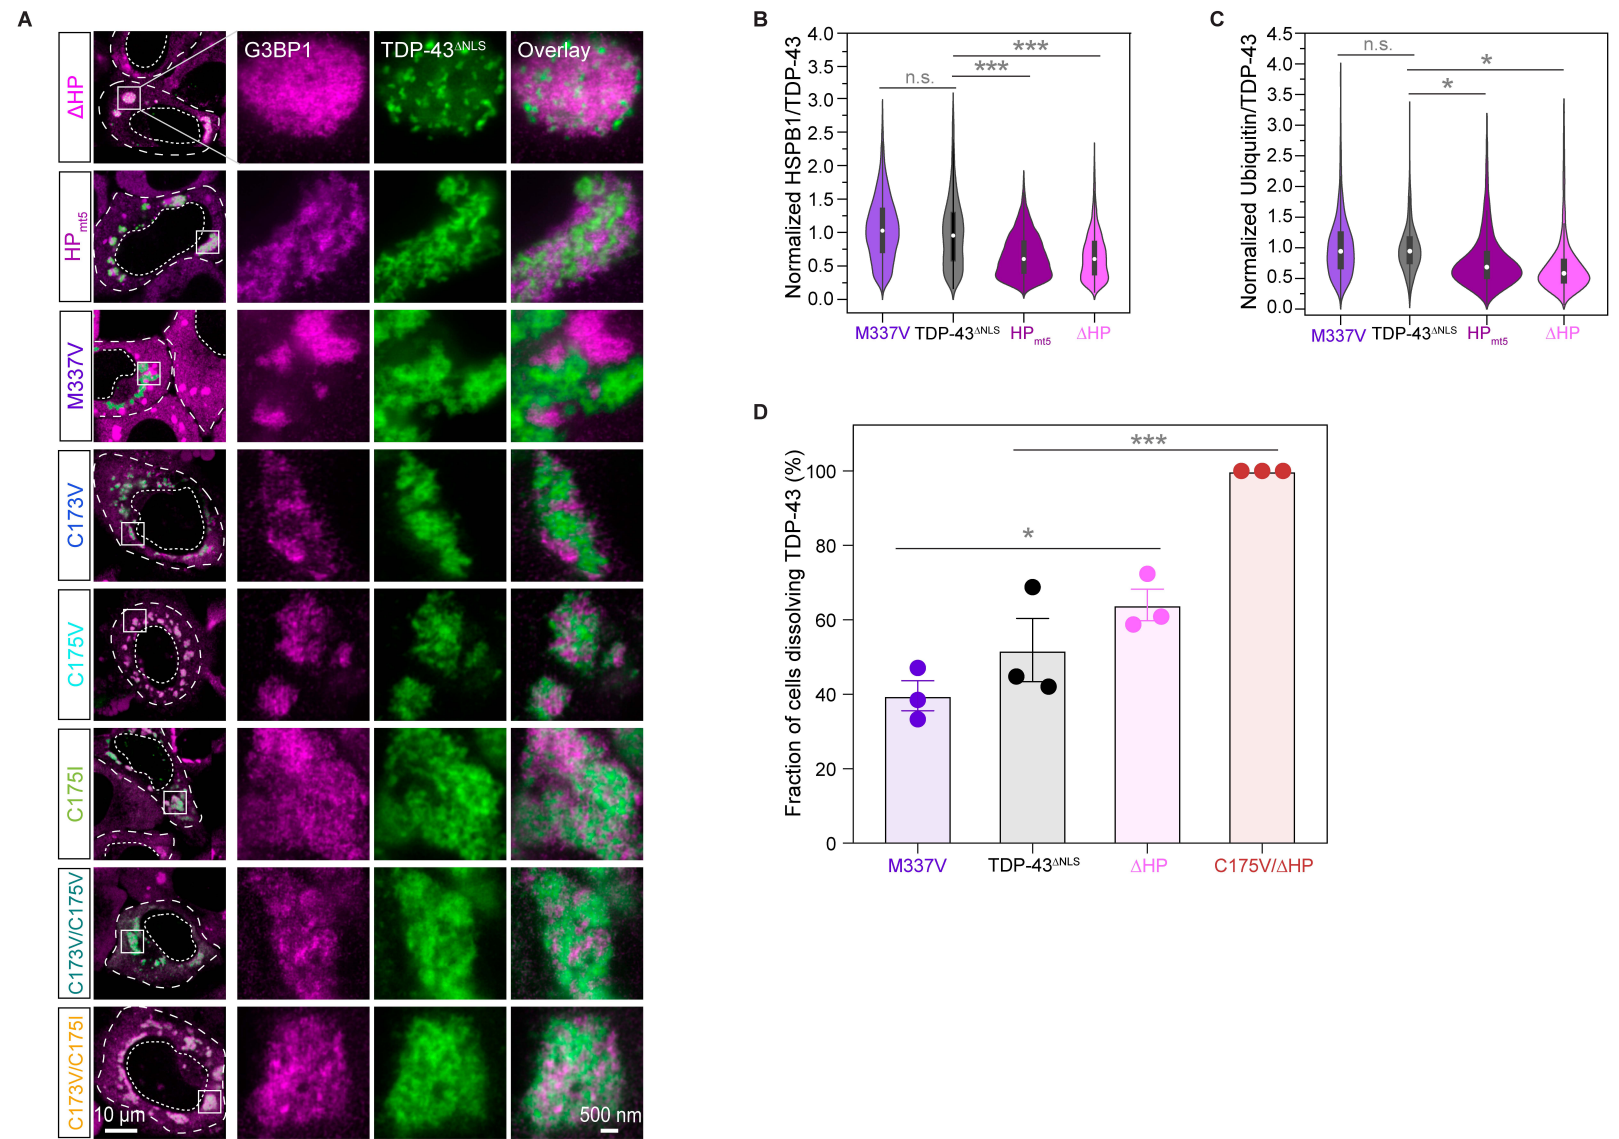 A
G3BP1
TDP-43ΔNLS
Overlay
ΔHP
HPmt5
M337V
C173V
C175V
C175I
C173V/C175V
C173V/C175I
10 µm
500 nm
B
Normalized HSPB1/TDP-43
4.0
3.5
3.0
2.5
2.0
1.5
1.0
0.5
0.0
n.s.
***
***
M337V
TDP-43ΔNLS
HPmt5
ΔHP
C
Normalized Ubiquitin/TDP-43
4.5
4.0
3.5
3.0
2.5
2.0
1.5
1.0
0.5
0.0
n.s.
*
*
M337V
TDP-43ΔNLS
HPmt5
ΔHP
D
Fraction of cells dissolving TDP-43 (%)
100
80
60
40
20
0
***
*
M337V
TDP-43ΔNLS
ΔHP
C175V/ΔHP